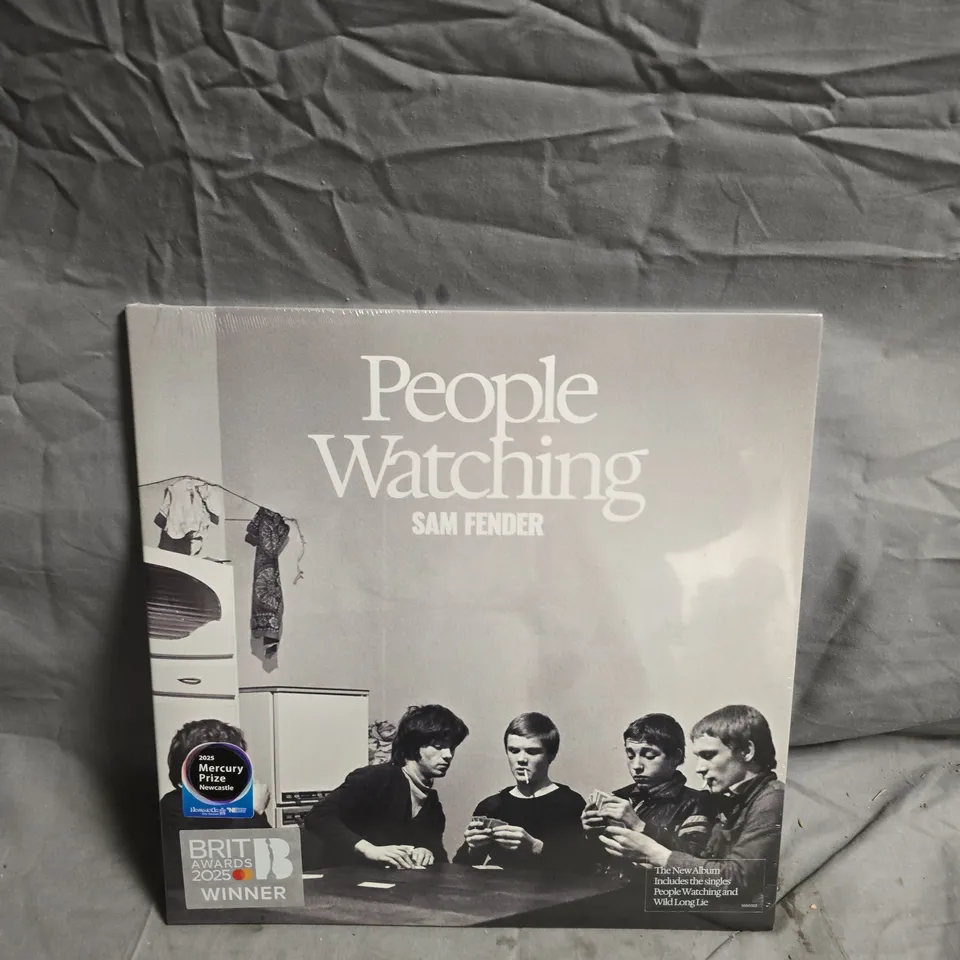 People
Watching
SAM FENDER
2025
Mercury
Prize
Newcastle
BRIT
AWARDS
2025
WINNER
The New Album
Includes the singles
People Watching and
Wild Long Lie